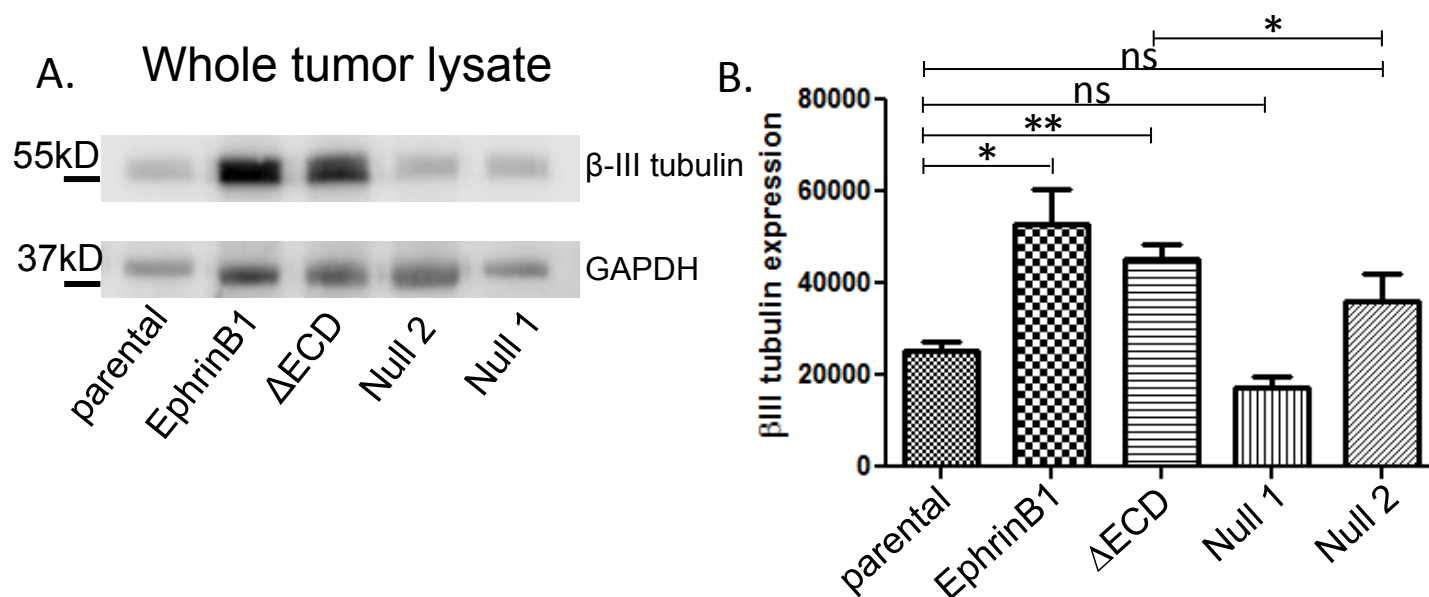 A.
Whole tumor lysate
55kD
β-III tubulin
37kD
GAPDH
parental
EphrinB1
ΔECD
Null 2
Null 1
B.
*
ns
ns
**
*
80000
60000
40000
20000
0
βIII tubulin expression
parental
EphrinB1
ΔECD
Null 1
Null 2